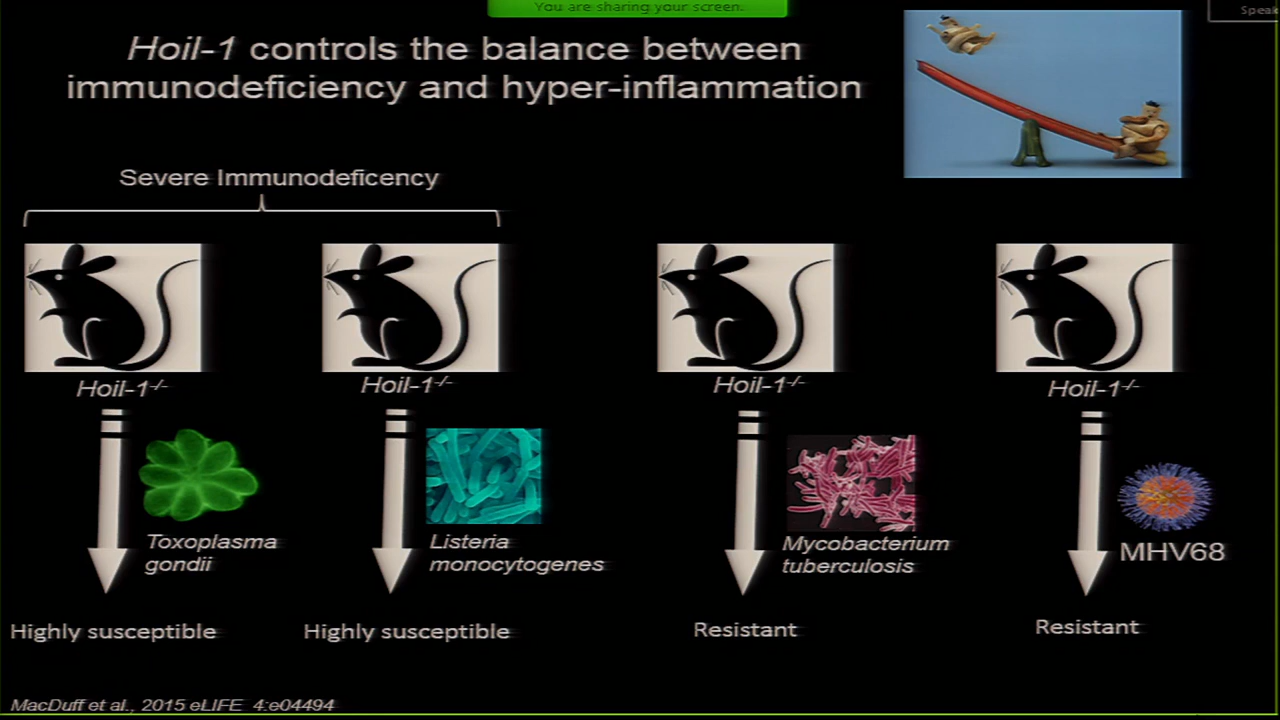 You are sharing your screen.
Speak
Hoil-1 controls the balance between
immunodeficiency and hyper-inflammation
Severe Immunodeficency
Hoil-1-/-
Hoil-1-/-
Hoil-1-/-
Hoil-1-/-
Toxoplasma
gondii
Listeria
monocytogenes
Mycobacterium
tuberculosis
MHV68
Highly susceptible
Highly susceptible
Resistant
Resistant
MacDuff et al., 2015 eLIFE 4:e04494